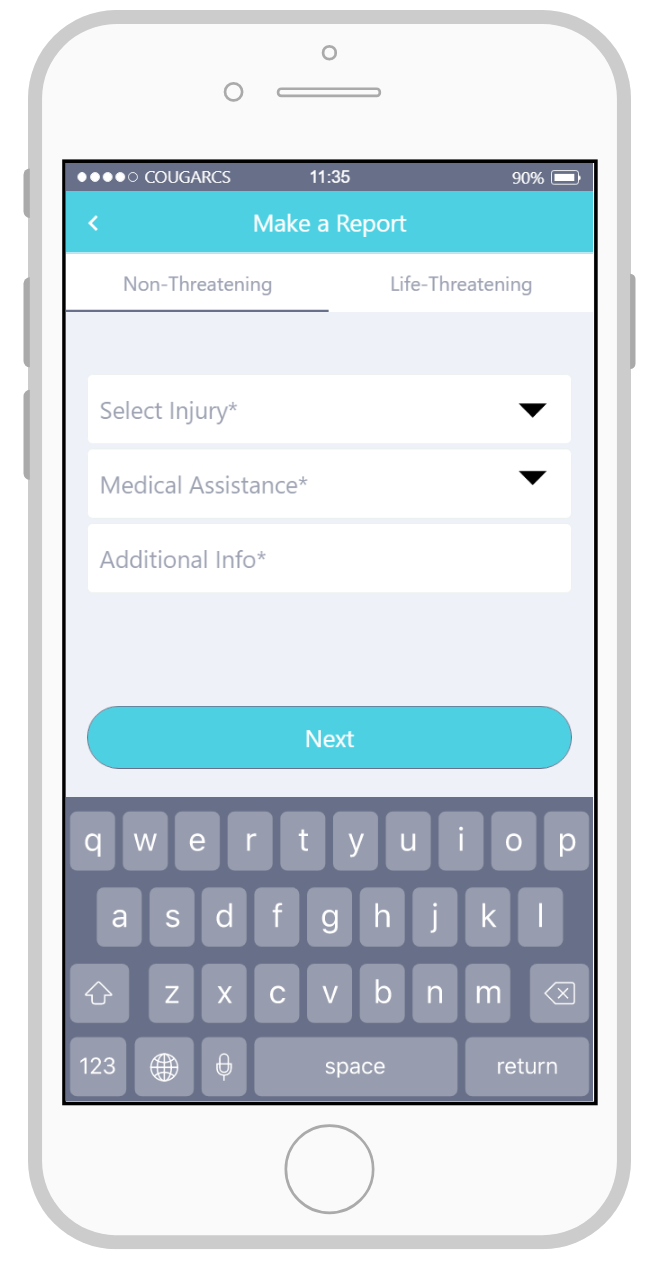 COUGARCS 11:35 90%
Make a Report
Non-Threatening Life-Threatening
Select Injury*
Medical Assistance*
Additional Info*
Next
q w e r t y u i o p
a s d f g h j k l
z x c v b n m
123 space return